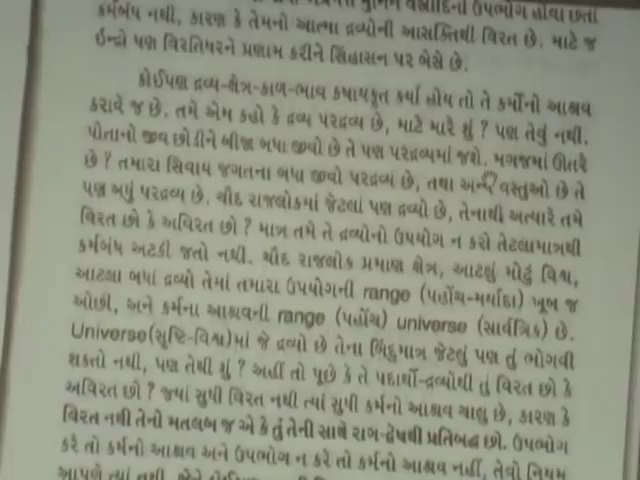 વસ્ત્રાદિનો ઉપભોગ હોવા છતાં
કર્મબંધ નથી, કારણ કે તેમનો આત્મા દ્રવ્યોની આસક્તિથી વિરત છે. માટે જ
ઇન્દ્રો પણ વિરતિધરને પ્રણામ કરીને સિંહાસન પર બેસે છે.
કોઈપણ દ્રવ્ય-ક્ષેત્ર-કાળ-ભાવ કષાયકૃત કર્યા હોય તો તે કર્મોનો આશ્રવ
કરાવે જ છે. તમે એમ કહો કે દ્રવ્ય પરદ્રવ્ય છે, માટે મારે શું ? પણ તેવું નથી.
પોતાનો જીવ છોડીને બીજા બધા જીવો છે તે પણ પરદ્રવ્યમાં જશે. મગજમાં ઊતરે
છે ? તમારા સિવાય જગતના બધા જીવો પરદ્રવ્ય છે, તથા અન્ય વસ્તુઓ છે તે
પણ બધું પરદ્રવ્ય છે. ચૌદ રાજલોકમાં જેટલાં પણ દ્રવ્યો છે, તેનાથી અત્યારે તમે
વિરત છો કે અવિરત છો ? માત્ર તમે તે દ્રવ્યોનો ઉપયોગ ન કરો તેટલામાત્રથી
કર્મબંધ અટકી જતો નથી. ચૌદ રાજલોક પ્રમાણ ક્ષેત્ર, આટલું મોટું વિશ્વ,
આટલા બધાં દ્રવ્યો તેમાં તમારા ઉપયોગની range (પહોંચ-મર્યાદા) ખૂબ જ
ઓછી, અને કર્મના આશ્રવની range (પહોંચ) universe (સાર્વત્રિક) છે.
Universe(સૃષ્ટિ-વિશ્વ)માં જે દ્રવ્યો છે તેના બિંદુમાત્ર જેટલું પણ તું ભોગવી
શકતો નથી, પણ તેથી શું ? અહીં તો પૂછે કે તે પદાર્થો-દ્રવ્યોથી તું વિરત છો કે
અવિરત છો ? જ્યાં સુધી વિરત નથી ત્યાં સુધી કર્મનો આશ્રવ ચાલુ છે, કારણ કે
વિરત નથી તેનો મતલબ જ એ કે તું તેની સાથે રાગ-દ્વેષથી પ્રતિબદ્ધ છો. ઉપભોગ
કરે તો કર્મનો આશ્રવ અને ઉપભોગ ન કરે તો કર્મનો આશ્રવ નહીં, તેવો નિયમ
આપણે ત્યાં નથી.